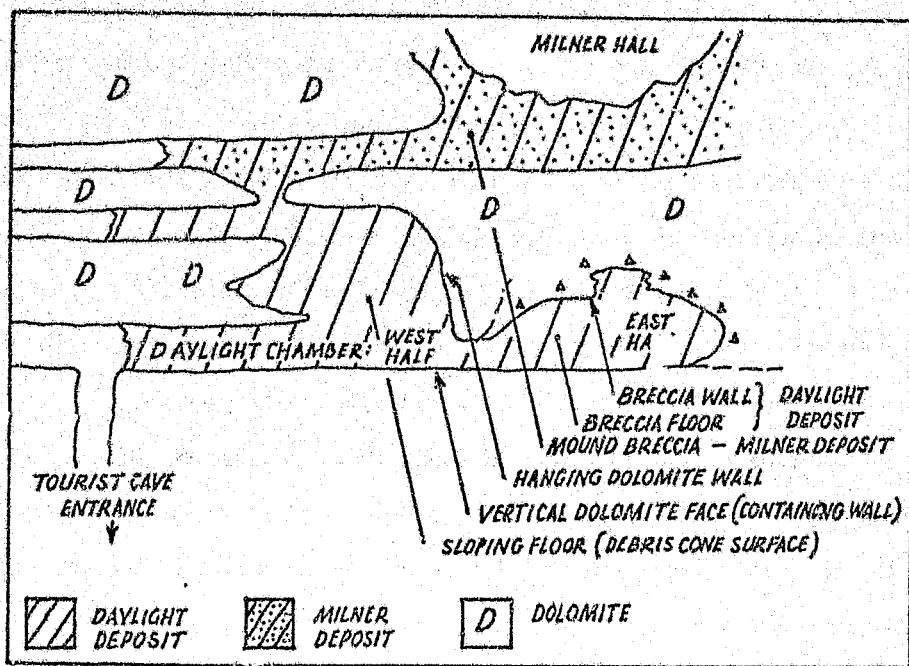 MILNER HALL
D
D
D
D
D
D
D
DAYLIGHT CHAMBER:
WEST
HALF
EAST
HA
BRECCIA WALL } DAYLIGHT
BRECCIA FLOOR DEPOSIT
MOUND BRECCIA – MILNER DEPOSIT
HANGING DOLOMITE WALL
VERTICAL DOLOMITE FACE (CONTAINING WALL)
SLOPING FLOOR (DEBRIS CONE SURFACE)
TOURIST CAVE
ENTRANCE
DAYLIGHT
DEPOSIT
MILNER
DEPOSIT
D DOLOMITE